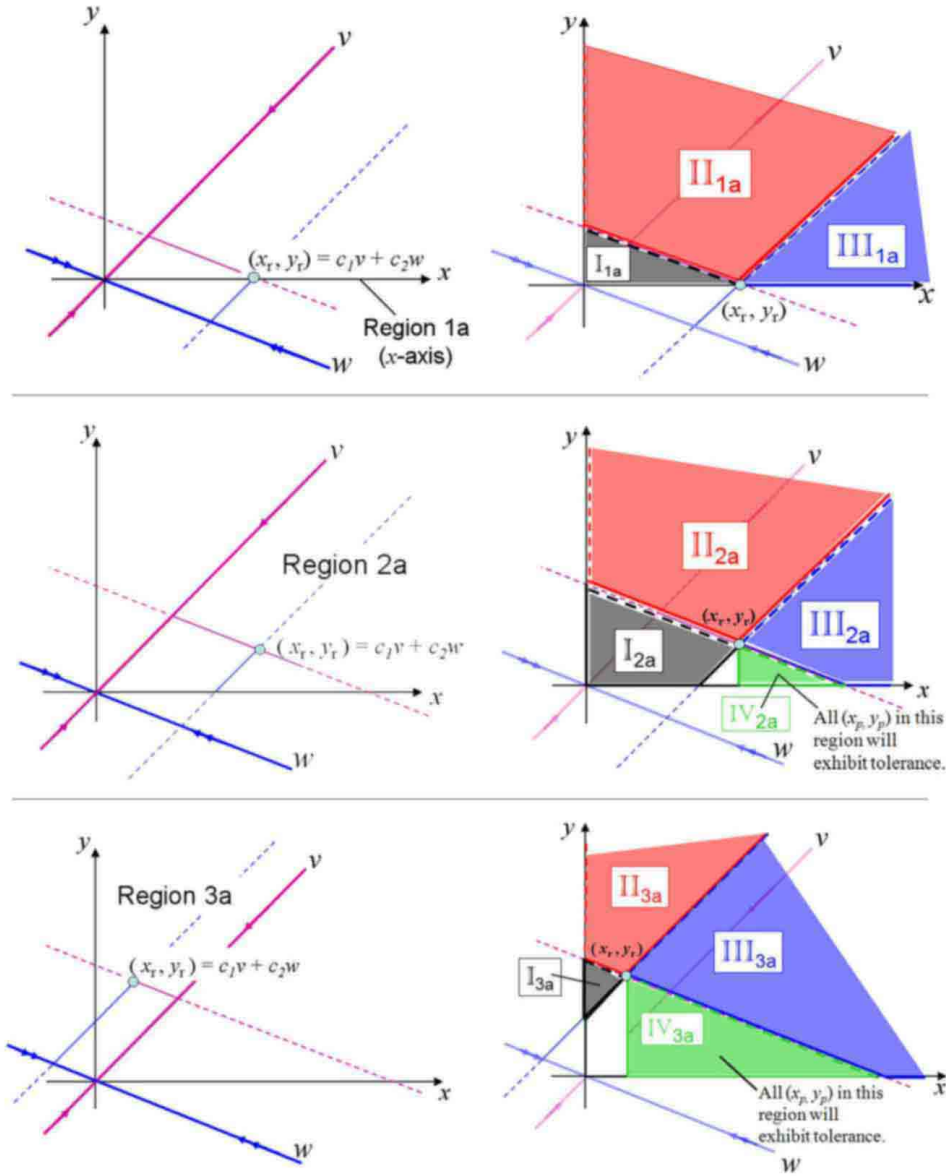 y
v
(xᵣ, yᵣ) = c₁v + c₂w
x
Region 1a
(x-axis)
w
y
v
II₁ₐ
III₁ₐ
I₁ₐ
x
(xᵣ, yᵣ)
w
y
v
Region 2a
(xᵣ, yᵣ) = c₁v + c₂w
x
w
y
v
II₂ₐ
(xᵣ, yᵣ)
III₂ₐ
I₂ₐ
x
IV₂ₐ
All (xₚ, yₚ) in this
region will
exhibit tolerance.
w
y
v
Region 3a
(xᵣ, yᵣ) = c₁v + c₂w
x
w
y
v
II₃ₐ
(xᵣ, yᵣ)
III₃ₐ
I₃ₐ
IV₃ₐ
x
All (xₚ, yₚ) in this
region will
exhibit tolerance.
w